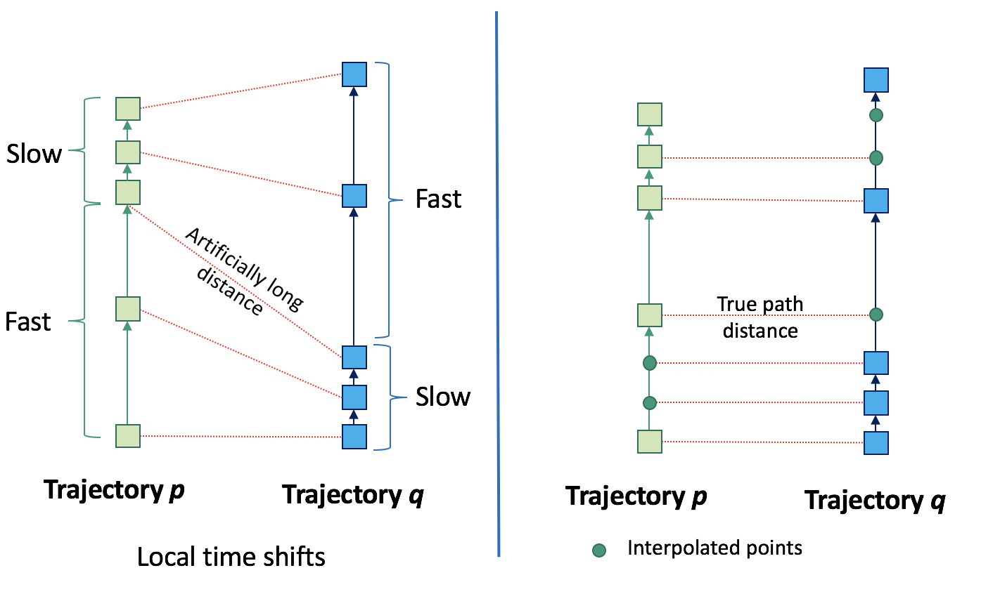 Slow
Fast
Artificially long
distance
Fast
Slow
Trajectory p
Trajectory q
Local time shifts
True path
distance
Trajectory p
Trajectory q
Interpolated points